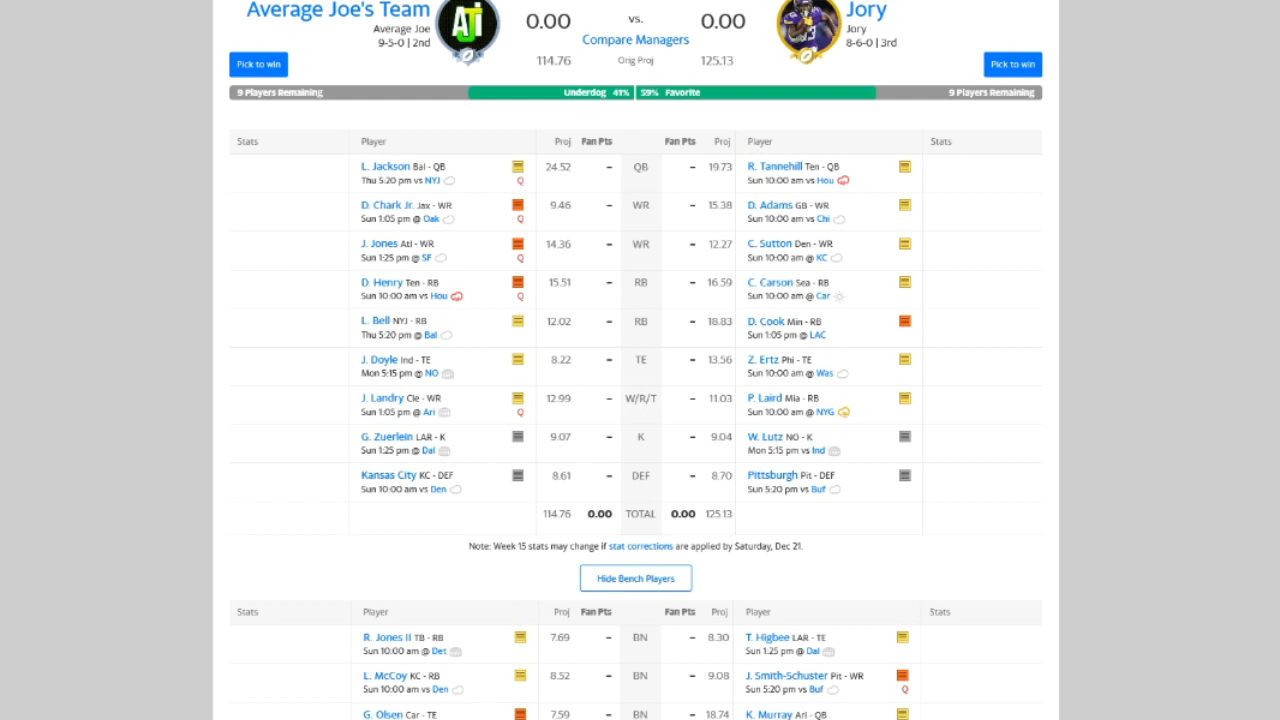 Average Joe's Team
Average Joe
9-5-0 | 2nd
AJ
0.00 vs. 0.00
Compare Managers
114.76 Orig Proj 125.13
Jory
Jory
8-6-0 | 3rd
Pick to win
Pick to win
9 Players Remaining Underdog 41% 59% Favorite 9 Players Remaining
Stats Player Proj Fan Pts Fan Pts Proj Player Stats
L. Jackson Bal - QB 24.52 – QB – 19.73 R. Tannehill Ten - QB
Thu 5:20 pm vs NYJ Q Sun 10:00 am vs Hou
D. Chark Jr. Jax - WR 9.46 – WR – 15.38 D. Adams GB - WR
Sun 1:05 pm @ Oak Q Sun 10:00 am vs Chi
J. Jones Atl - WR 14.36 – WR – 12.27 C. Sutton Den - WR
Sun 1:25 pm @ SF Q Sun 10:00 am @ KC
D. Henry Ten - RB 15.51 – RB – 16.59 C. Carson Sea - RB
Sun 10:00 am vs Hou Q Sun 10:00 am @ Car
L. Bell NYJ - RB 12.02 – RB – 18.83 D. Cook Min - RB
Thu 5:20 pm @ Bal Sun 1:05 pm @ LAC
J. Doyle Ind - TE 8.22 – TE – 13.56 Z. Ertz Phi - TE
Mon 5:15 pm @ NO Sun 10:00 am @ Was
J. Landry Cle - WR 12.99 – W/R/T – 11.03 P. Laird Mia - RB
Sun 1:05 pm @ Ari Q Sun 10:00 am @ NYG
G. Zuerlein LAR - K 9.07 – K – 9.04 W. Lutz NO - K
Sun 1:25 pm @ Dal Mon 5:15 pm vs Ind
Kansas City KC - DEF 8.61 – DEF – 8.70 Pittsburgh Pit - DEF
Sun 10:00 am vs Den Sun 5:20 pm vs Buf
114.76 0.00 TOTAL 0.00 125.13
Note: Week 15 stats may change if stat corrections are applied by Saturday, Dec 21.
Hide Bench Players
Stats Player Proj Fan Pts Fan Pts Proj Player Stats
R. Jones II TB - RB 7.69 – BN – 8.30 T. Higbee LAR - TE
Sun 10:00 am @ Det Sun 1:25 pm @ Dal
L. McCoy KC - RB 8.52 – BN – 9.08 J. Smith-Schuster Pit - WR
Sun 10:00 am vs Den Sun 5:20 pm vs Buf Q
G. Olsen Car - TE 7.59 – BN – 18.74 K. Murray Ari - QB